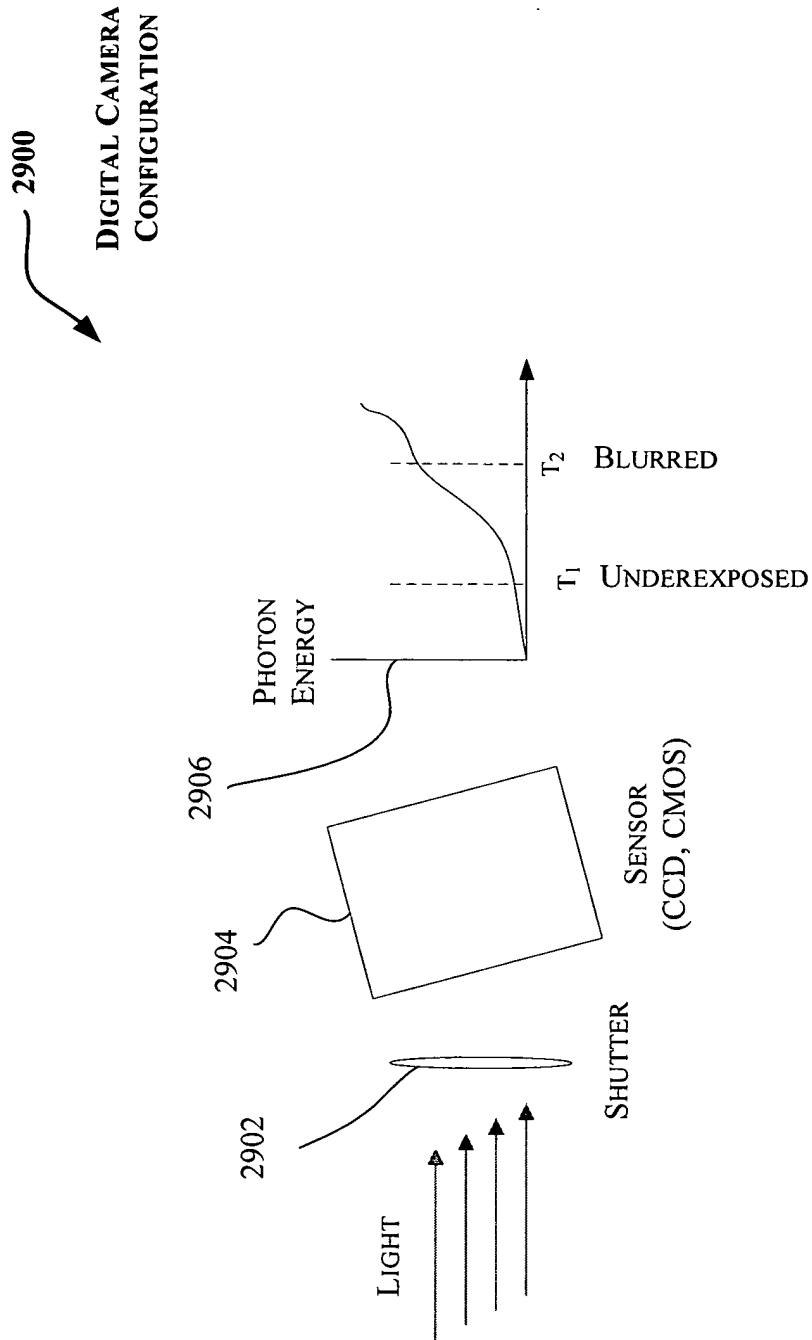 2900
DIGITAL CAMERA
CONFIGURATION
LIGHT
2902
SHUTTER
2904
SENSOR
(CCD, CMOS)
2906
PHOTON
ENERGY
T₁ UNDEREXPOSED
T₂ BLURRED